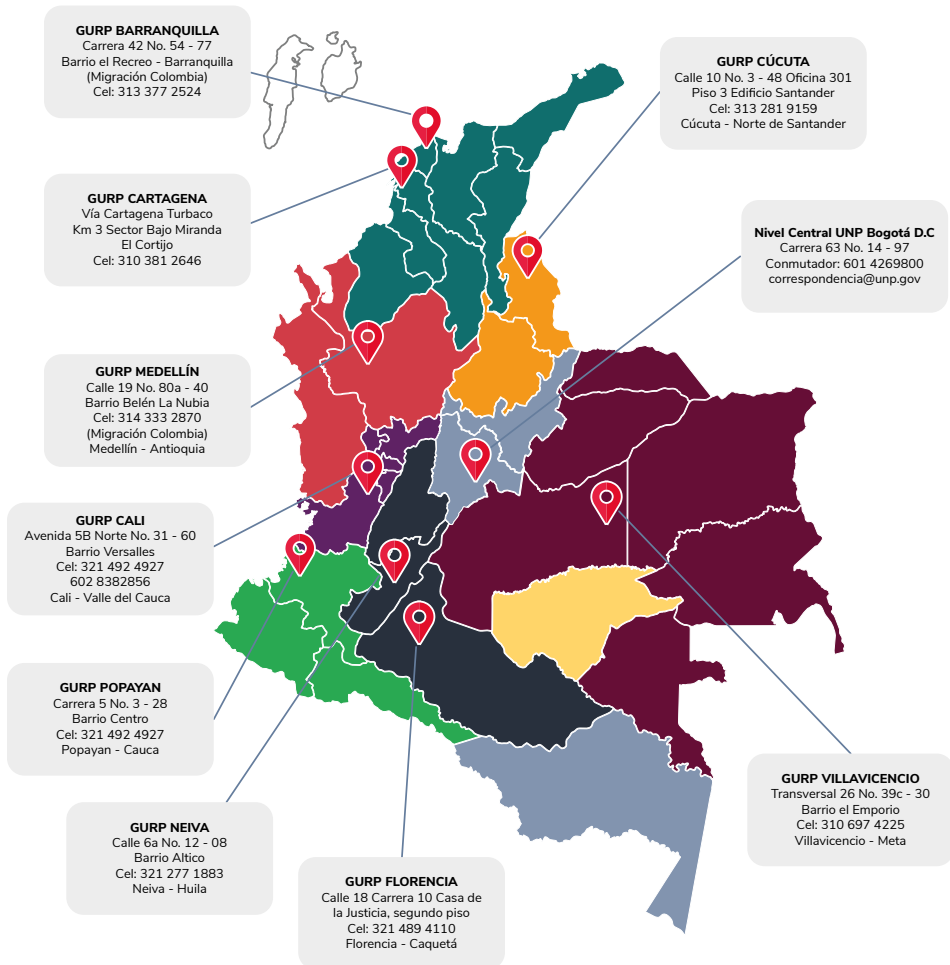 GURP BARRANQUILLA
Carrera 42 No. 54 - 77
Barrio el Recreo - Barranquilla
(Migración Colombia)
Cel: 313 377 2524
GURP CÚCUTA
Calle 10 No. 3 - 48 Oficina 301
Piso 3 Edificio Santander
Cel: 313 281 9159
Cúcuta - Norte de Santander
GURP CARTAGENA
Vía Cartagena Turbaco
Km 3 Sector Bajo Miranda
El Cortijo
Cel: 310 381 2646
Nivel Central UNP Bogotá D.C
Carrera 63 No. 14 - 97
Conmutador: 601 4269800
correspondencia@unp.gov
GURP MEDELLÍN
Calle 19 No. 80a - 40
Barrio Belén La Nubia
Cel: 314 333 2870
(Migración Colombia)
Medellín - Antioquia
GURP CALI
Avenida 5B Norte No. 31 - 60
Barrio Versalles
Cel: 321 492 4927
602 8382856
Cali - Valle del Cauca
GURP POPAYAN
Carrera 5 No. 3 - 28
Barrio Centro
Cel: 321 492 4927
Popayan - Cauca
GURP VILLAVICENCIO
Transversal 26 No. 39c - 30
Barrio el Emporio
Cel: 310 697 4225
Villavicencio - Meta
GURP NEIVA
Calle 6a No. 12 - 08
Barrio Altico
Cel: 321 277 1883
Neiva - Huila
GURP FLORENCIA
Calle 18 Carrera 10 Casa de
la Justicia, segundo piso
Cel: 321 489 4110
Florencia - Caquetá